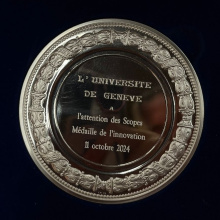 L'UNIVERSITE
DE GENEVE
a
l'attention des Scopes
Médaille de l'innovation
11 octobre 2024